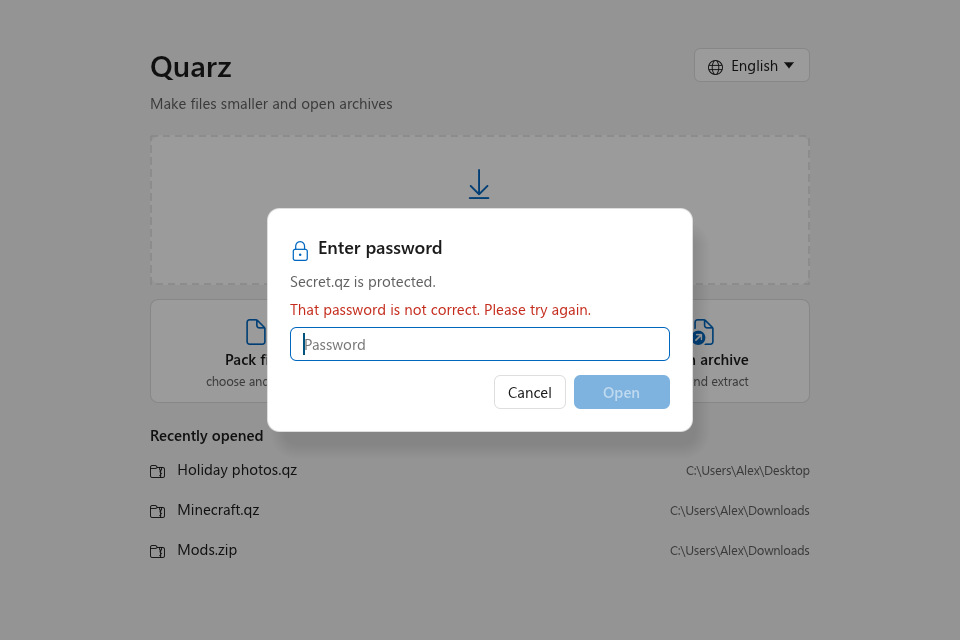 Quarz
English
Make files smaller and open archives
Enter password
Secret.qz is protected.
That password is not correct. Please try again.
Password
Cancel
Open
Pack
archive
choose
extract
Recently opened
Holiday photos.qz
C:\Users\Alex\Desktop
Minecraft.qz
C:\Users\Alex\Downloads
Mods.zip
C:\Users\Alex\Downloads